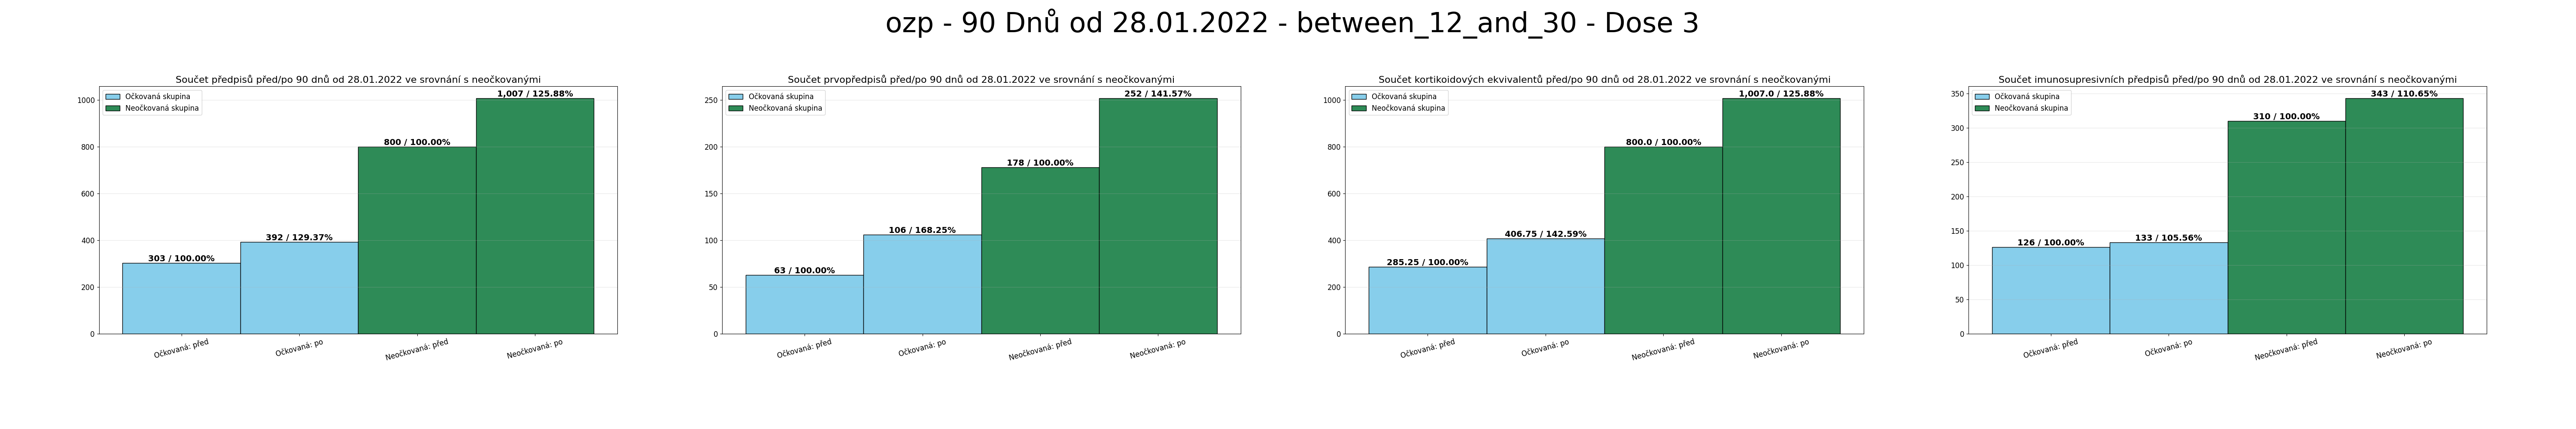 ozp - 90 Dnů od 28.01.2022 - between_12_and_30 - Dose 3
Součet předpisů před/po 90 dnů od 28.01.2022 ve srovnání s neočkovanými
Očkovaná skupina
Neočkovaná skupina
1000
800
600
400
200
0
303 / 100.00%
392 / 129.37%
800 / 100.00%
1,007 / 125.88%
Očkovaná: před
Očkovaná: po
Neočkovaná: před
Neočkovaná: po
Součet prvopředpisů před/po 90 dnů od 28.01.2022 ve srovnání s neočkovanými
Očkovaná skupina
Neočkovaná skupina
250
200
150
100
50
0
63 / 100.00%
106 / 168.25%
178 / 100.00%
252 / 141.57%
Očkovaná: před
Očkovaná: po
Neočkovaná: před
Neočkovaná: po
Součet kortikoidových ekvivalentů před/po 90 dnů od 28.01.2022 ve srovnání s neočkovanými
Očkovaná skupina
Neočkovaná skupina
1000
800
600
400
200
0
285.25 / 100.00%
406.75 / 142.59%
800.0 / 100.00%
1,007.0 / 125.88%
Očkovaná: před
Očkovaná: po
Neočkovaná: před
Neočkovaná: po
Součet imunosupresivních předpisů před/po 90 dnů od 28.01.2022 ve srovnání s neočkovanými
Očkovaná skupina
Neočkovaná skupina
350
300
250
200
150
100
50
0
126 / 100.00%
133 / 105.56%
310 / 100.00%
343 / 110.65%
Očkovaná: před
Očkovaná: po
Neočkovaná: před
Neočkovaná: po